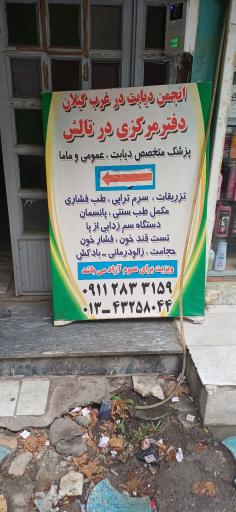 انجمن دیابت در غرب گیلان
دفتر مرکزی در تالش
پزشک متخصص دیابت ، عمومی و ماما
تزریقات ، سرم تراپی ، طب فشاری
مکمل طب سنتی ، پانسمان
دستگاه سم زدایی از پا
تست قند خون ، فشار خون
حجامت ، زالودرمانی - بادکش
ویزیت برای عموم آزاد می باشد
۰۹۱۱ ۲۸۳ ۳۱۵۹
۰۱۳-۴۳۲۵۸۰۴۴